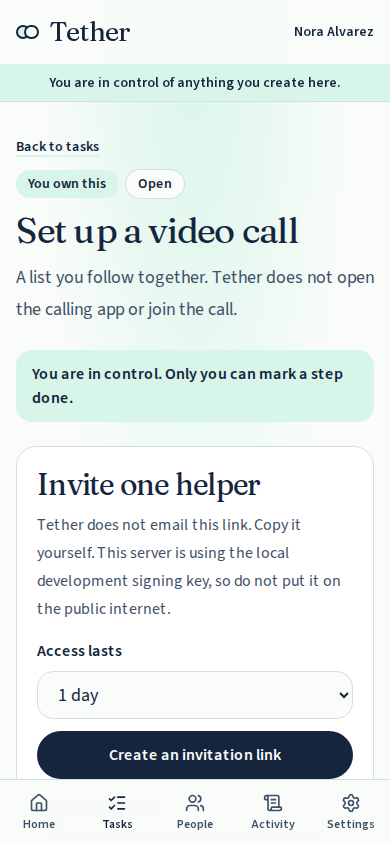 Tether
Nora Alvarez
You are in control of anything you create here.
Back to tasks
You own this
Open
Set up a video call
A list you follow together. Tether does not open
the calling app or join the call.
You are in control. Only you can mark a step
done.
Invite one helper
Tether does not email this link. Copy it
yourself. This server is using the local
development signing key, so do not put it on
the public internet.
Access lasts
1 day
Create an invitation link
Home
Tasks
People
Activity
Settings